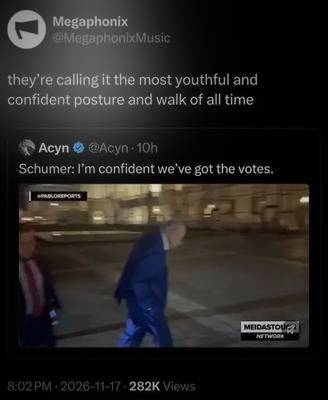 Megaphonix
@MegaphonixMusic
they're calling it the most youthful and
confident posture and walk of all time
Acyn @Acyn · 10h
Schumer: I'm confident we've got the votes.
#PABLOREPORTS
MEIDASTOUCH
NETWORK
8:02 PM · 2026-11-17 · 282K Views